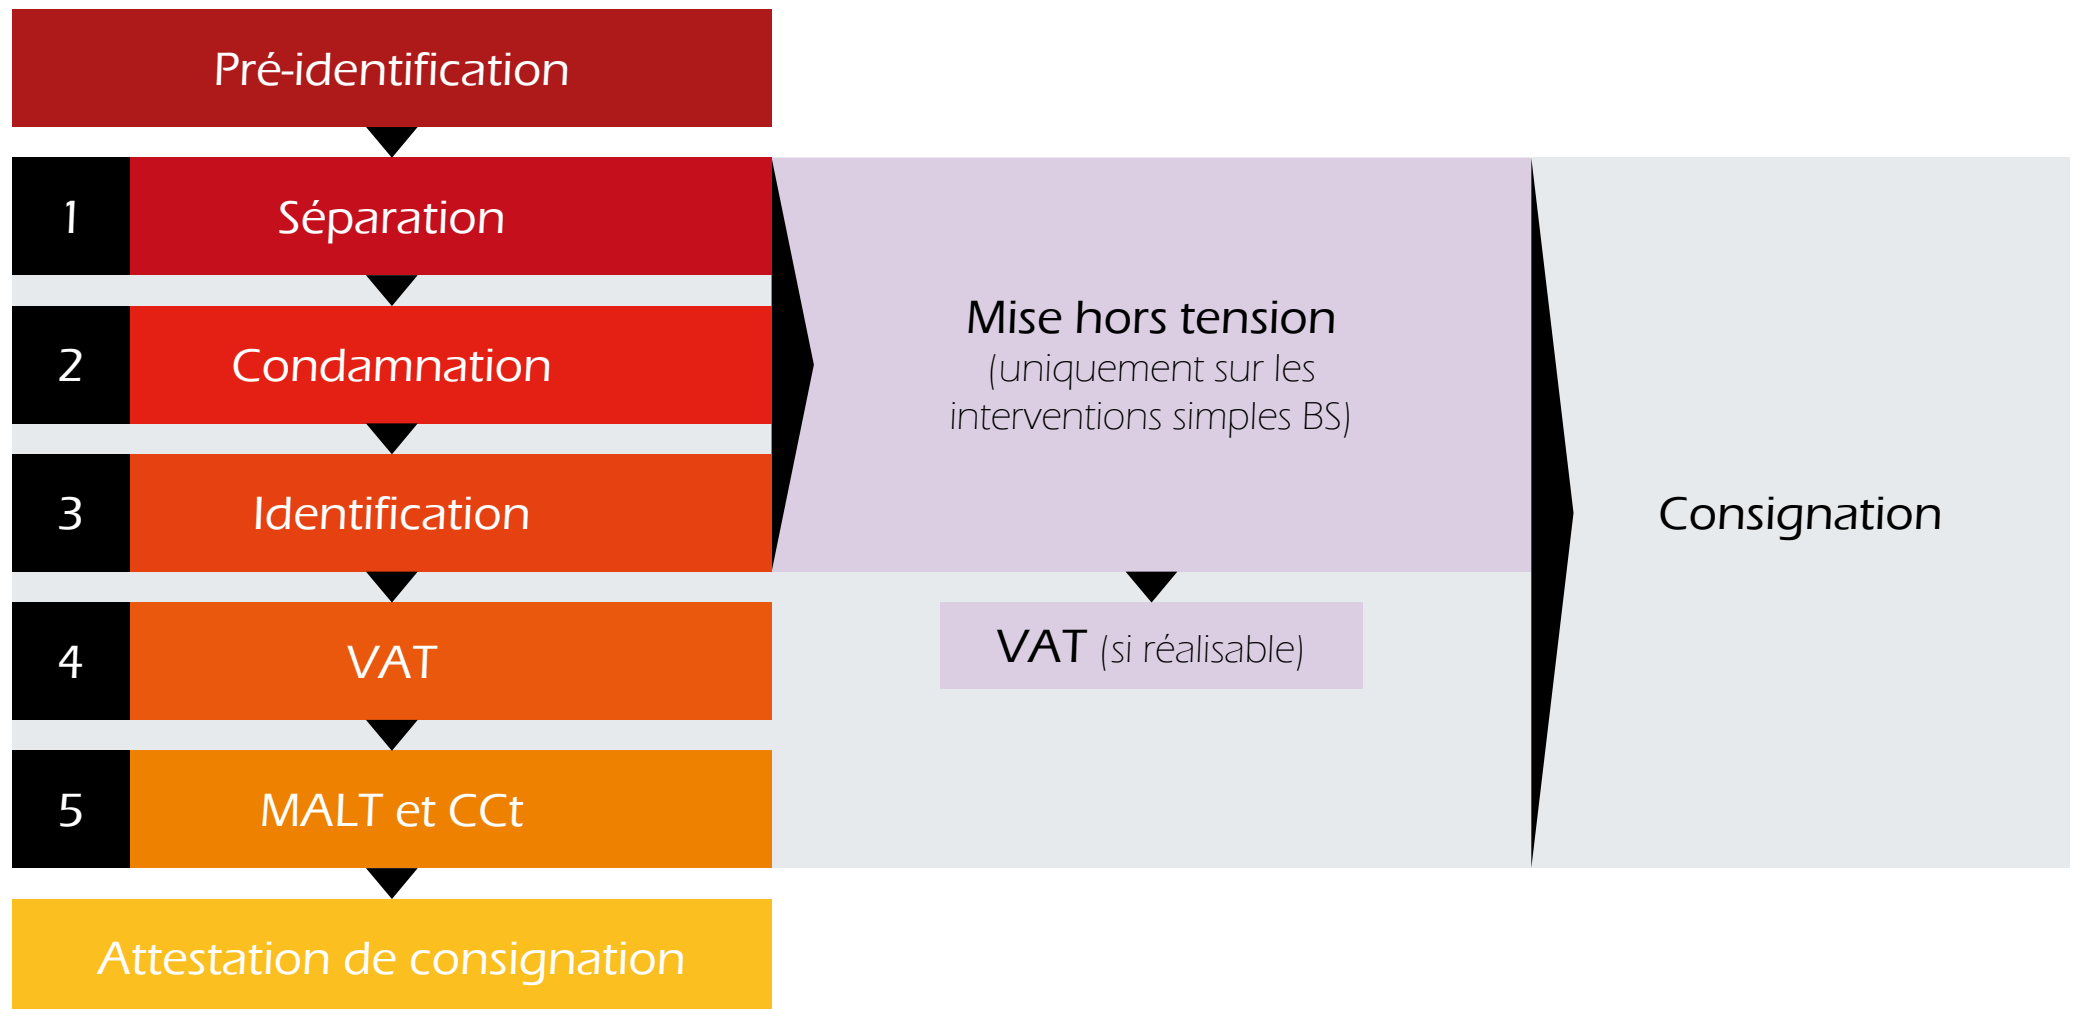 Pré-identification
1
Séparation
2
Condamnation
3
Identification
4
VAT
5
MALT et CCt
Attestation de consignation
Mise hors tension
(uniquement sur les
interventions simples BS)
VAT (si réalisable)
Consignation